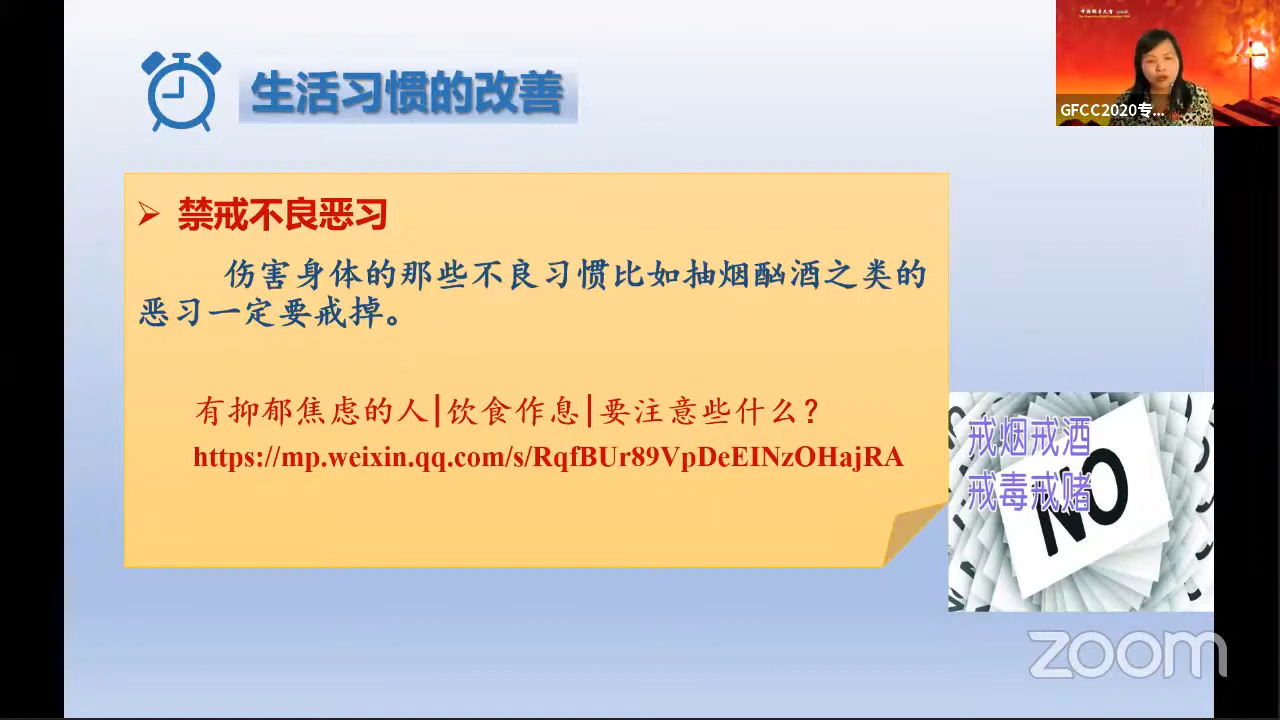 生活习惯的改善
GFCC2020专...
禁戒不良恶习
伤害身体的那些不良习惯比如抽烟酗酒之类的
恶习一定要戒掉。
有抑郁焦虑的人|饮食作息|要注意些什么？
https://mp.weixin.qq.com/s/RqfBUr89VpDeEINzOHajRA
戒烟戒酒
戒毒戒赌
NO
zoom